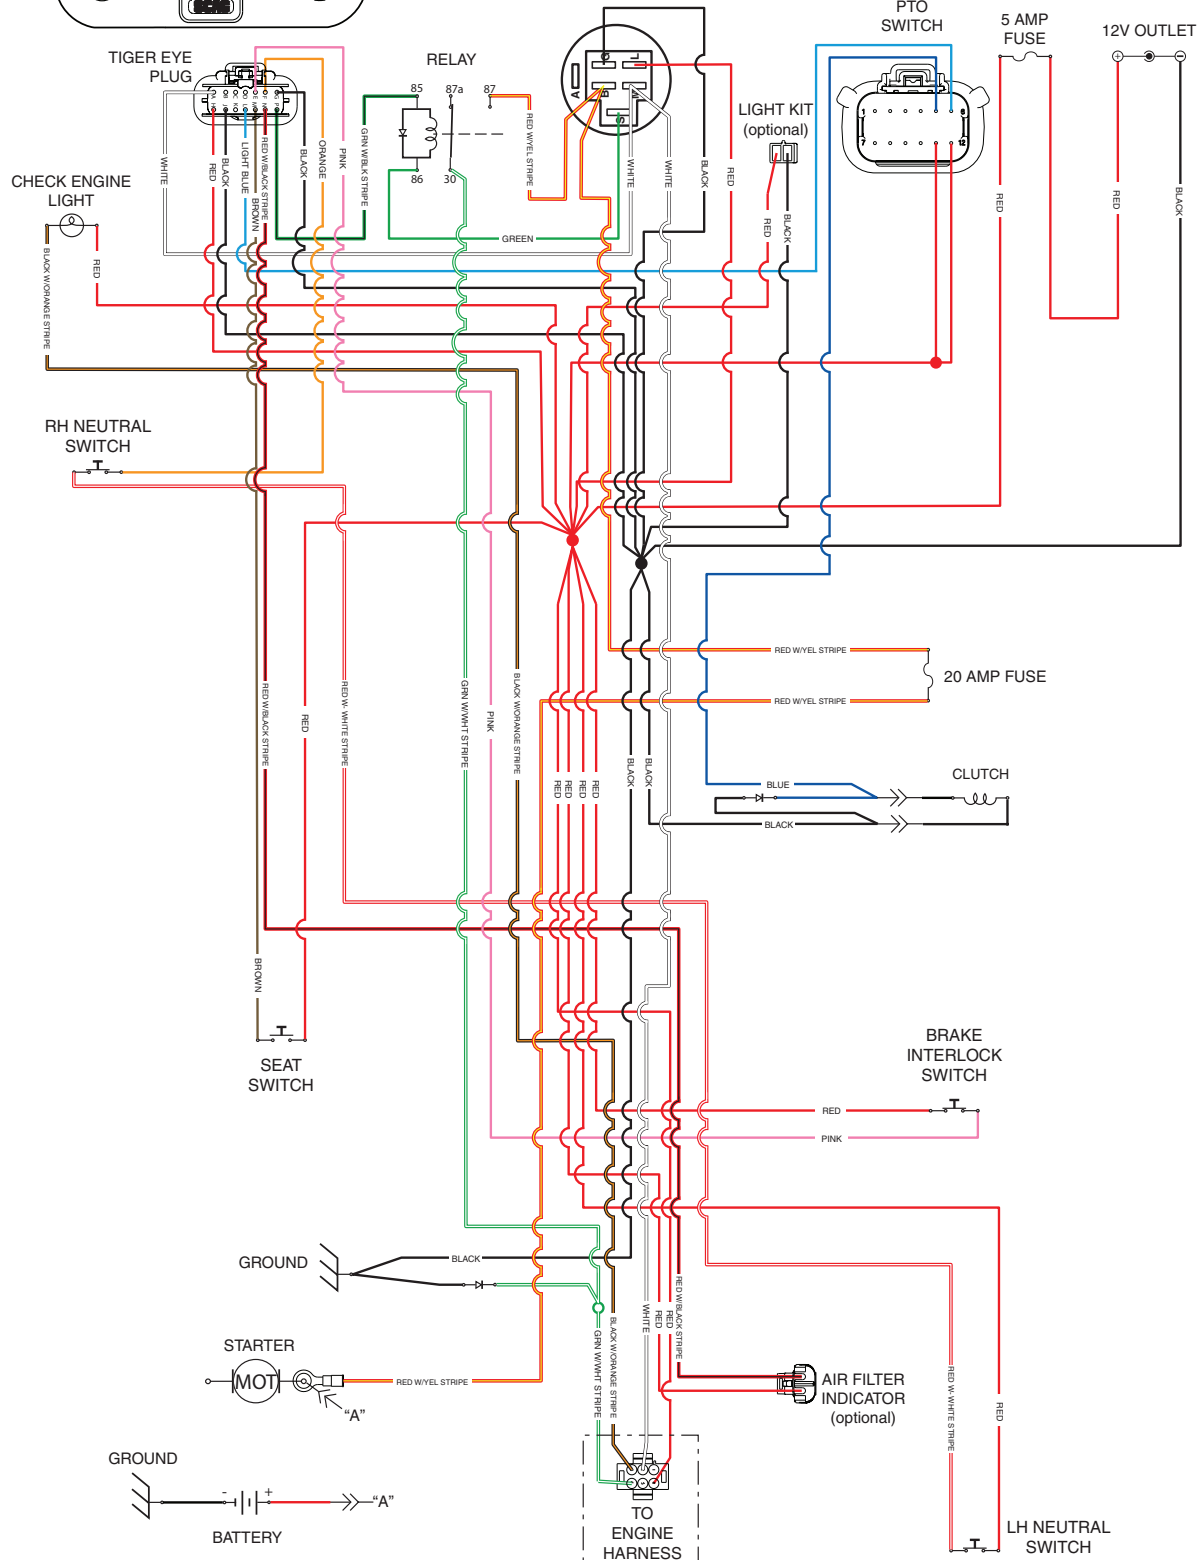 PTO
SWITCH
5 AMP
FUSE
12V OUTLET
TIGER EYE
PLUG
RELAY
85
87a
87
86
30
G
L
A
B
M
S
LIGHT KIT
(optional)
1
6
7
12
WHITE
RED
BLACK
LIGHT BLUE
BROWN
RED W/BLACK STRIPE
BLACK
ORANGE
PINK
GRN W/BLK STRIPE
RED W/YEL STRIPE
WHITE
WHITE
BLACK
RED
RED
BLACK
RED
RED
BLACK
GREEN
CHECK ENGINE
LIGHT
BLACK W/ORANGE STRIPE
RED
RH NEUTRAL
SWITCH
RED W/BLACK STRIPE
RED
RED W- WHITE STRIPE
GRN W/WHT STRIPE
PINK
BLACK W/ORANGE STRIPE
RED
RED
RED
RED
BLACK
BLACK
RED W/YEL STRIPE
20 AMP FUSE
RED W/YEL STRIPE
BLUE
BLACK
CLUTCH
BROWN
SEAT
SWITCH
BRAKE
INTERLOCK
SWITCH
RED
PINK
GROUND
BLACK
STARTER
MOT
RED W/YEL STRIPE
"A"
GRN W/WHT STRIPE
BLACK W/ORANGE STRIPE
WHITE
RED
RED
RED W/BLACK STRIPE
AIR FILTER
INDICATOR
(optional)
RED W- WHITE STRIPE
RED
GROUND
-
+
"A"
BATTERY
TO
ENGINE
HARNESS
LH NEUTRAL
SWITCH